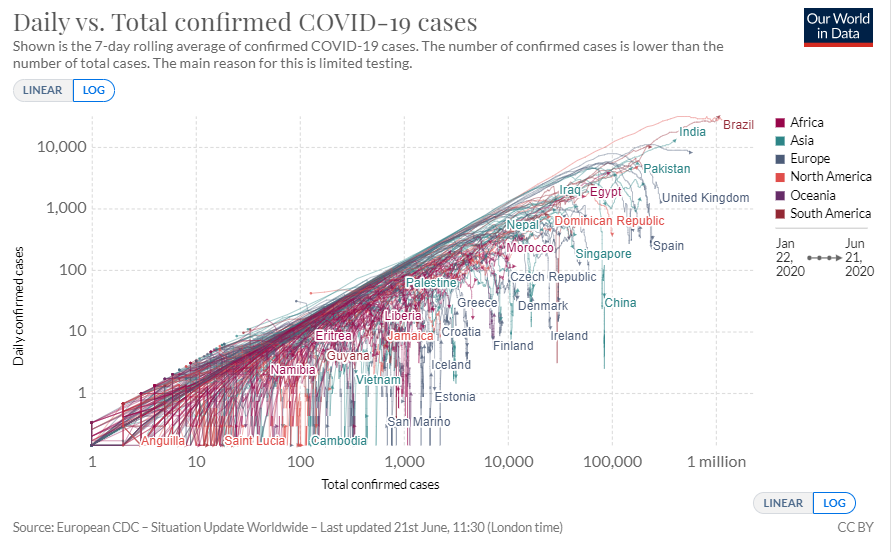 Daily vs. Total confirmed COVID-19 cases
Our World
in Data
Shown is the 7-day rolling average of confirmed COVID-19 cases. The number of confirmed cases is lower than the
number of total cases. The main reason for this is limited testing.
LINEAR
LOG
10,000
1,000
100
10
1
Daily confirmed cases
Brazil
India
Pakistan
Iraq
Egypt
United Kingdom
Nepal
Dominican Republic
Morocco
Spain
Singapore
Palestine
Czech Republic
Greece
Denmark
China
Liberia
Eritrea
Jamaica
Croatia
Ireland
Finland
Guyana
Iceland
Namibia
Vietnam
Estonia
San Marino
Anguilla
Saint Lucia
Cambodia
1
10
100
1,000
10,000
100,000
1 million
Total confirmed cases
Africa
Asia
Europe
North America
Oceania
South America
Jan
22,
2020
Jun
21,
2020
LINEAR
LOG
Source: European CDC – Situation Update Worldwide – Last updated 21st June, 11:30 (London time)
CC BY